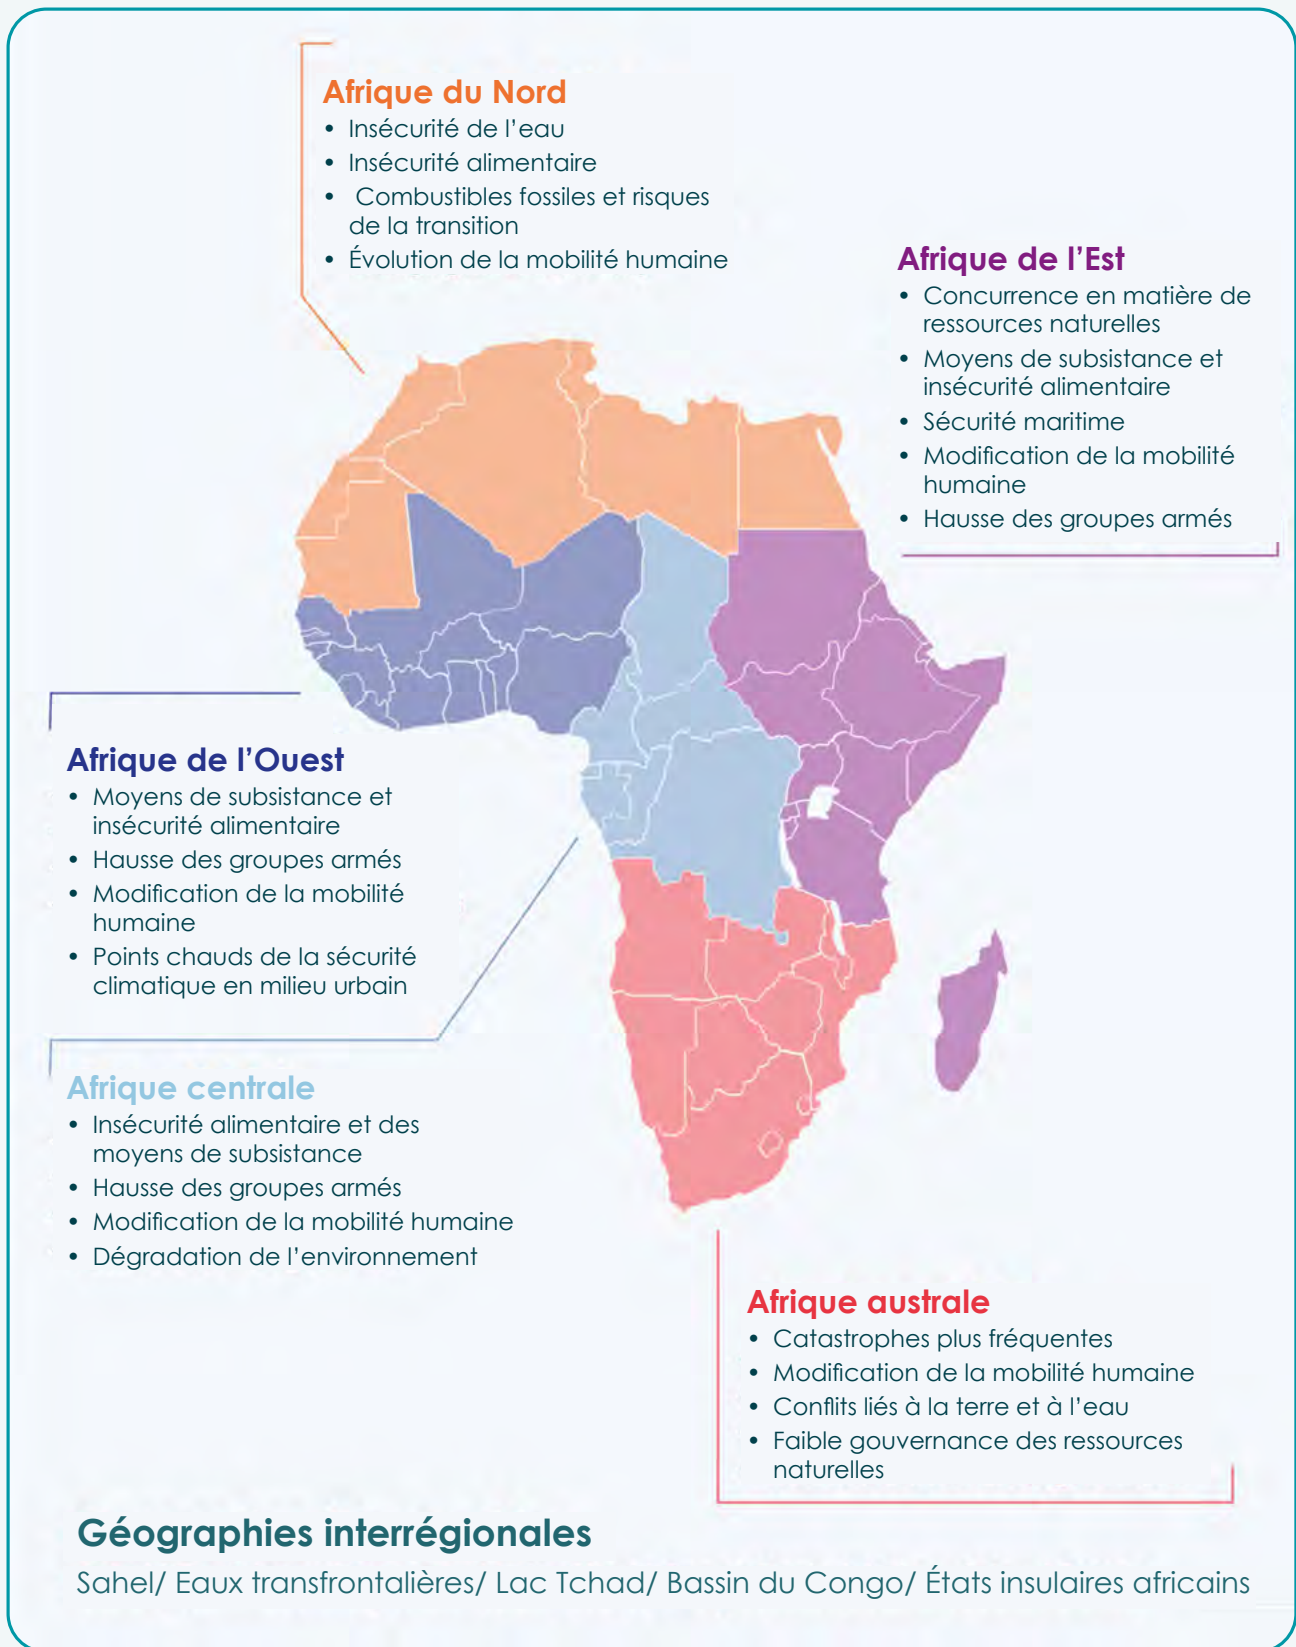 Afrique du Nord
• Insécurité de l’eau
• Insécurité alimentaire
• Combustibles fossiles et risques
de la transition
• Évolution de la mobilité humaine
Afrique de l’Est
• Concurrence en matière de
ressources naturelles
• Moyens de subsistance et
insécurité alimentaire
• Sécurité maritime
• Modification de la mobilité
humaine
• Hausse des groupes armés
Afrique de l’Ouest
• Moyens de subsistance et
insécurité alimentaire
• Hausse des groupes armés
• Modification de la mobilité
humaine
• Points chauds de la sécurité
climatique en milieu urbain
Afrique centrale
• Insécurité alimentaire et des
moyens de subsistance
• Hausse des groupes armés
• Modification de la mobilité humaine
• Dégradation de l’environnement
Afrique australe
• Catastrophes plus fréquentes
• Modification de la mobilité humaine
• Conflits liés à la terre et à l’eau
• Faible gouvernance des ressources
naturelles
Géographies interrégionales
Sahel/ Eaux transfrontalières/ Lac Tchad/ Bassin du Congo/ États insulaires africains